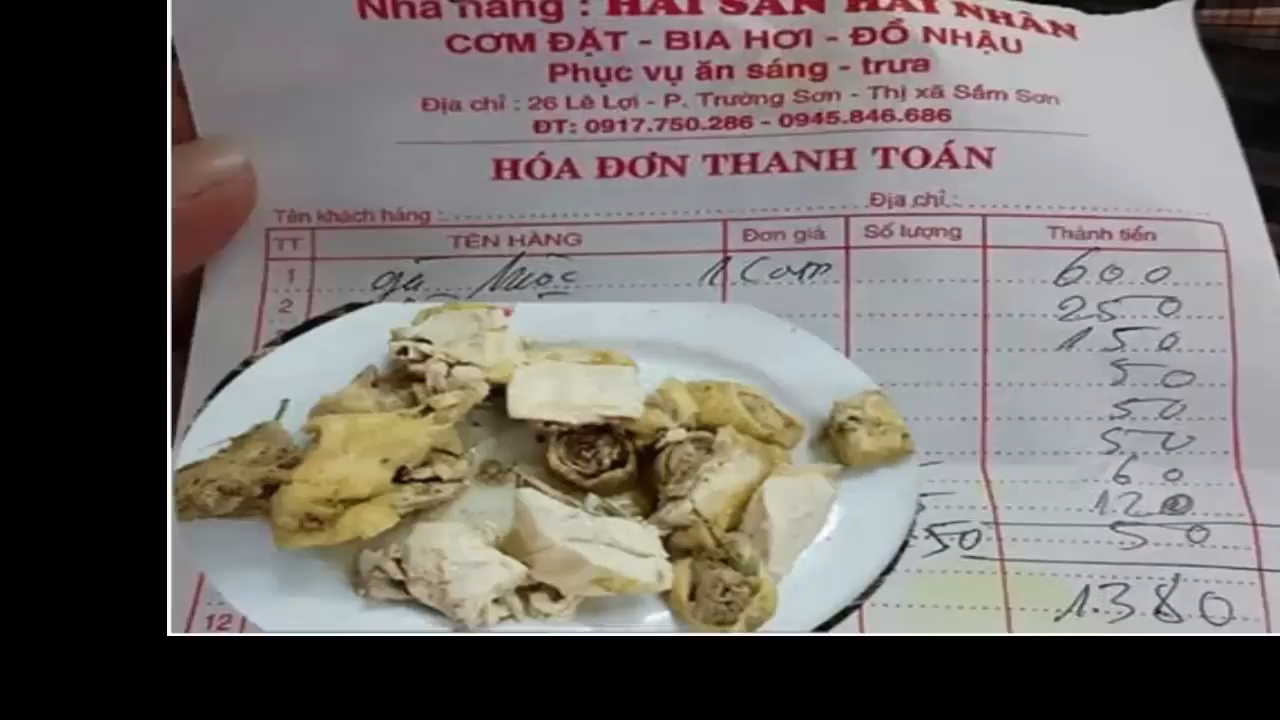 Nhà hàng : HẢI SẢN HẢI NHÂN
CƠM ĐẶT - BIA HƠI - ĐỒ NHẬU
Phục vụ ăn sáng - trưa
Địa chỉ : 26 Lê Lợi - P. Trường Sơn - Thị xã Sầm Sơn
ĐT: 0917.750.286 - 0945.846.686
HÓA ĐƠN THANH TOÁN
Tên khách hàng : Địa chỉ :
TT TÊN HÀNG Đơn giá Số lượng Thành tiền
1 gà luộc 1 Con 600
2 250
150
50
50
50
60
120
50 50
1380
12